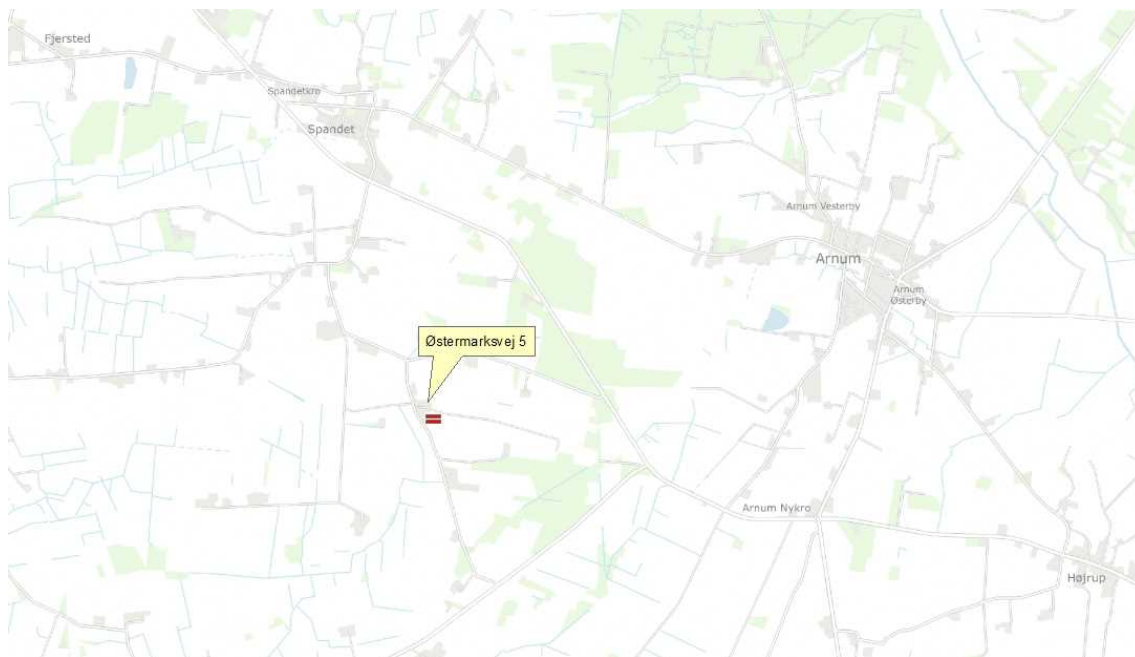 Fjersted
Spandetkro
Spandet
Arnum Vesterby
Arnum
Arnum
Østerby
Østermarksvej 5
Arnum Nykro
Højrup